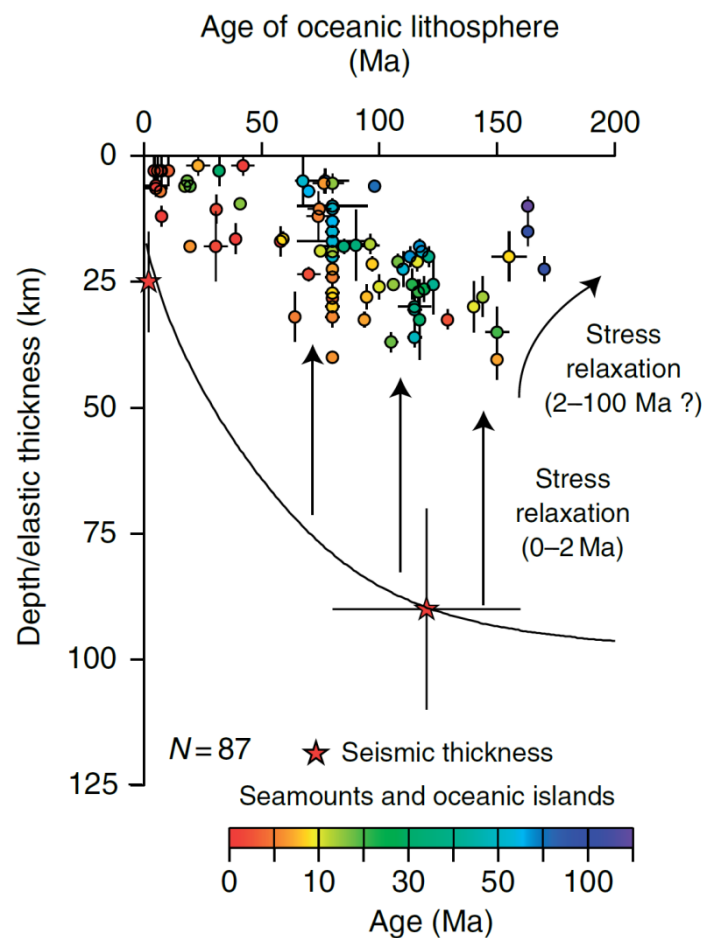 Age of oceanic lithosphere
(Ma)
0 50 100 150 200
0
25
50
75
100
125
Depth/elastic thickness (km)
Stress
relaxation
(2–100 Ma ?)
Stress
relaxation
(0–2 Ma)
N = 87
Seismic thickness
Seamounts and oceanic islands
0 10 30 50 100
Age (Ma)